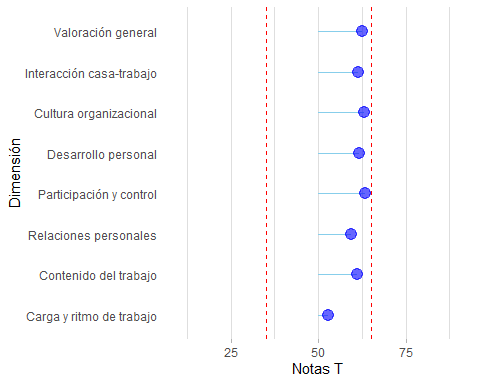 Valoración general
Interacción casa-trabajo
Cultura organizacional
Desarrollo personal
Participación y control
Relaciones personales
Contenido del trabajo
Carga y ritmo de trabajo
Dimensión
25 50 75
Notas T